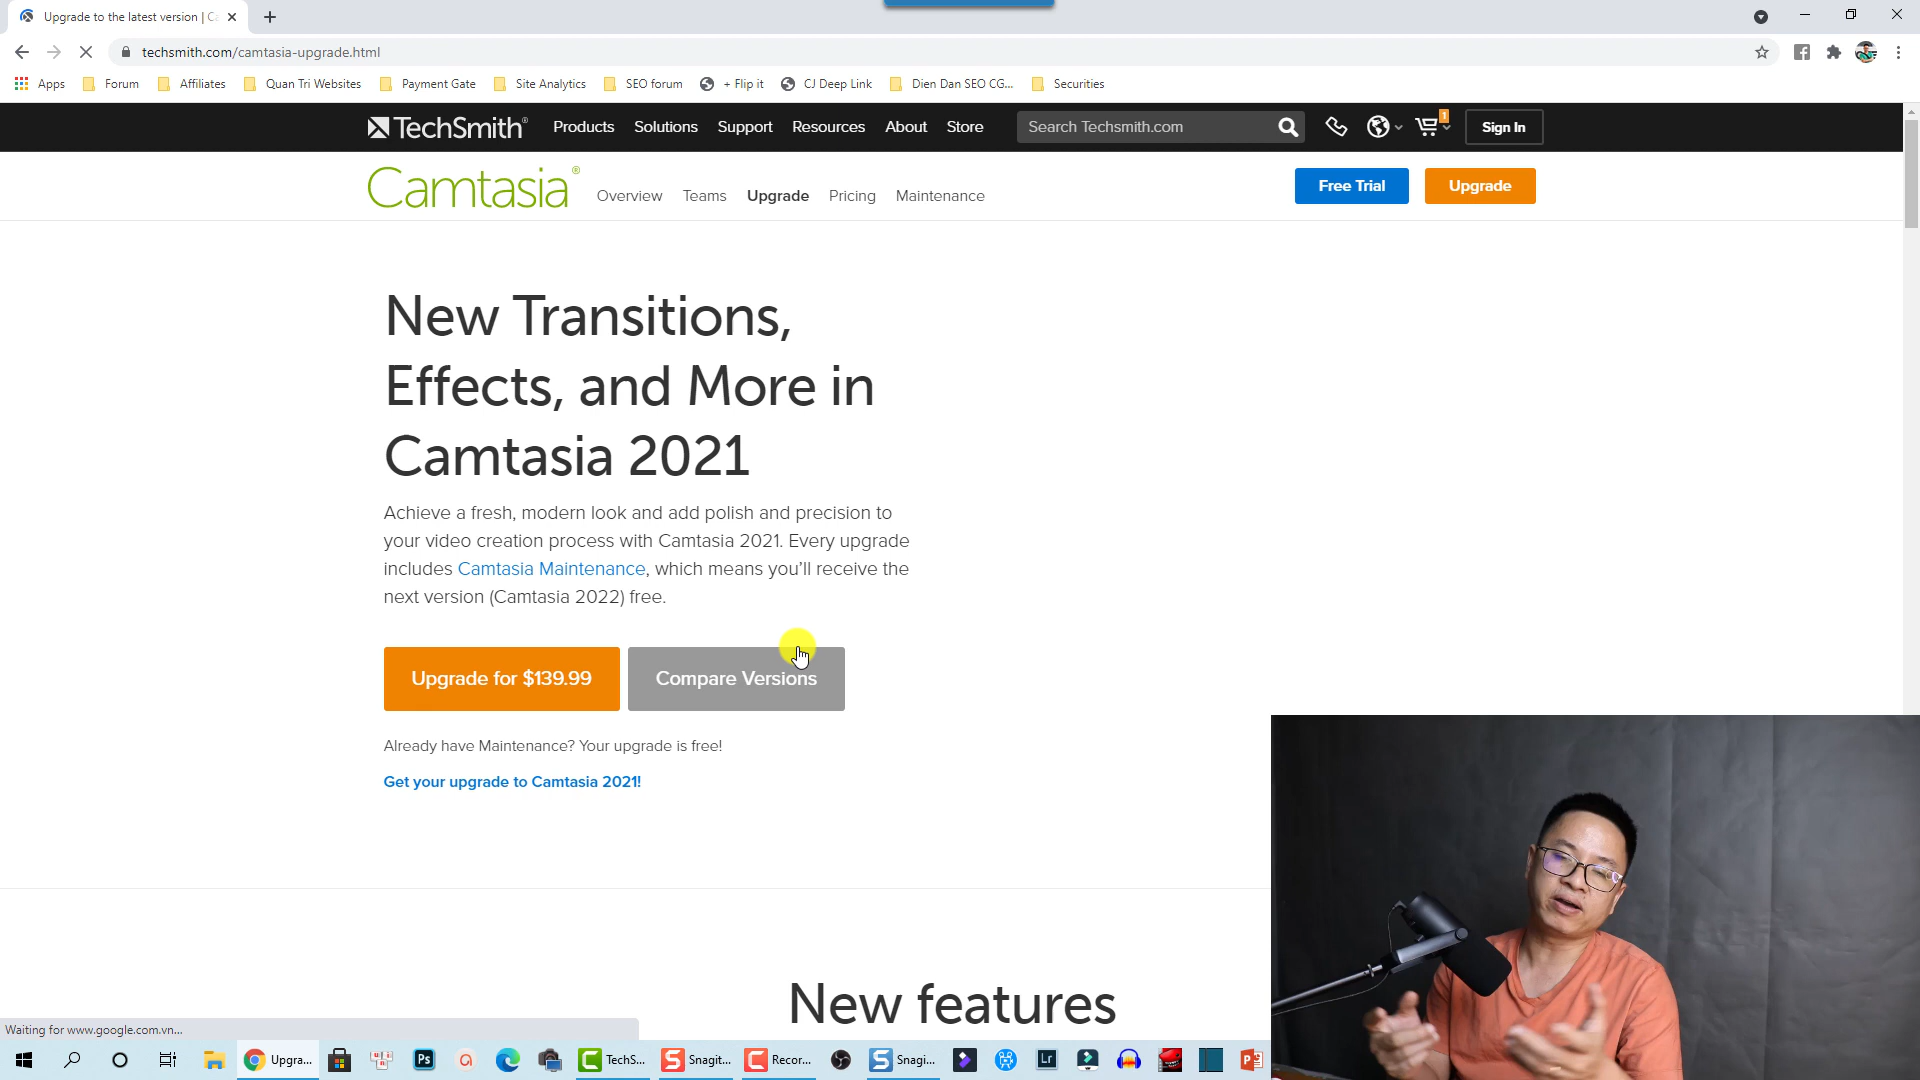 Upgrade to the latest version | Ca
techsmith.com/camtasia-upgrade.html
Apps
Forum
Affiliates
Quan Tri Websites
Payment Gate
Site Analytics
SEO forum
+ Flip it
CJ Deep Link
Dien Dan SEO CG...
Securities
TechSmith®
Products
Solutions
Support
Resources
About
Store
Search Techsmith.com
1
Sign In
Camtasia®
Overview
Teams
Upgrade
Pricing
Maintenance
Free Trial
Upgrade
New Transitions,
Effects, and More in
Camtasia 2021
Achieve a fresh, modern look and add polish and precision to
your video creation process with Camtasia 2021. Every upgrade
includes Camtasia Maintenance, which means you’ll receive the
next version (Camtasia 2022) free.
Upgrade for $139.99
Compare Versions
Already have Maintenance? Your upgrade is free!
Get your upgrade to Camtasia 2021!
New features
Waiting for www.google.com.vn...
Upgra...
Ps
TechS...
Snagit...
Recor...
Snagi...
Lr